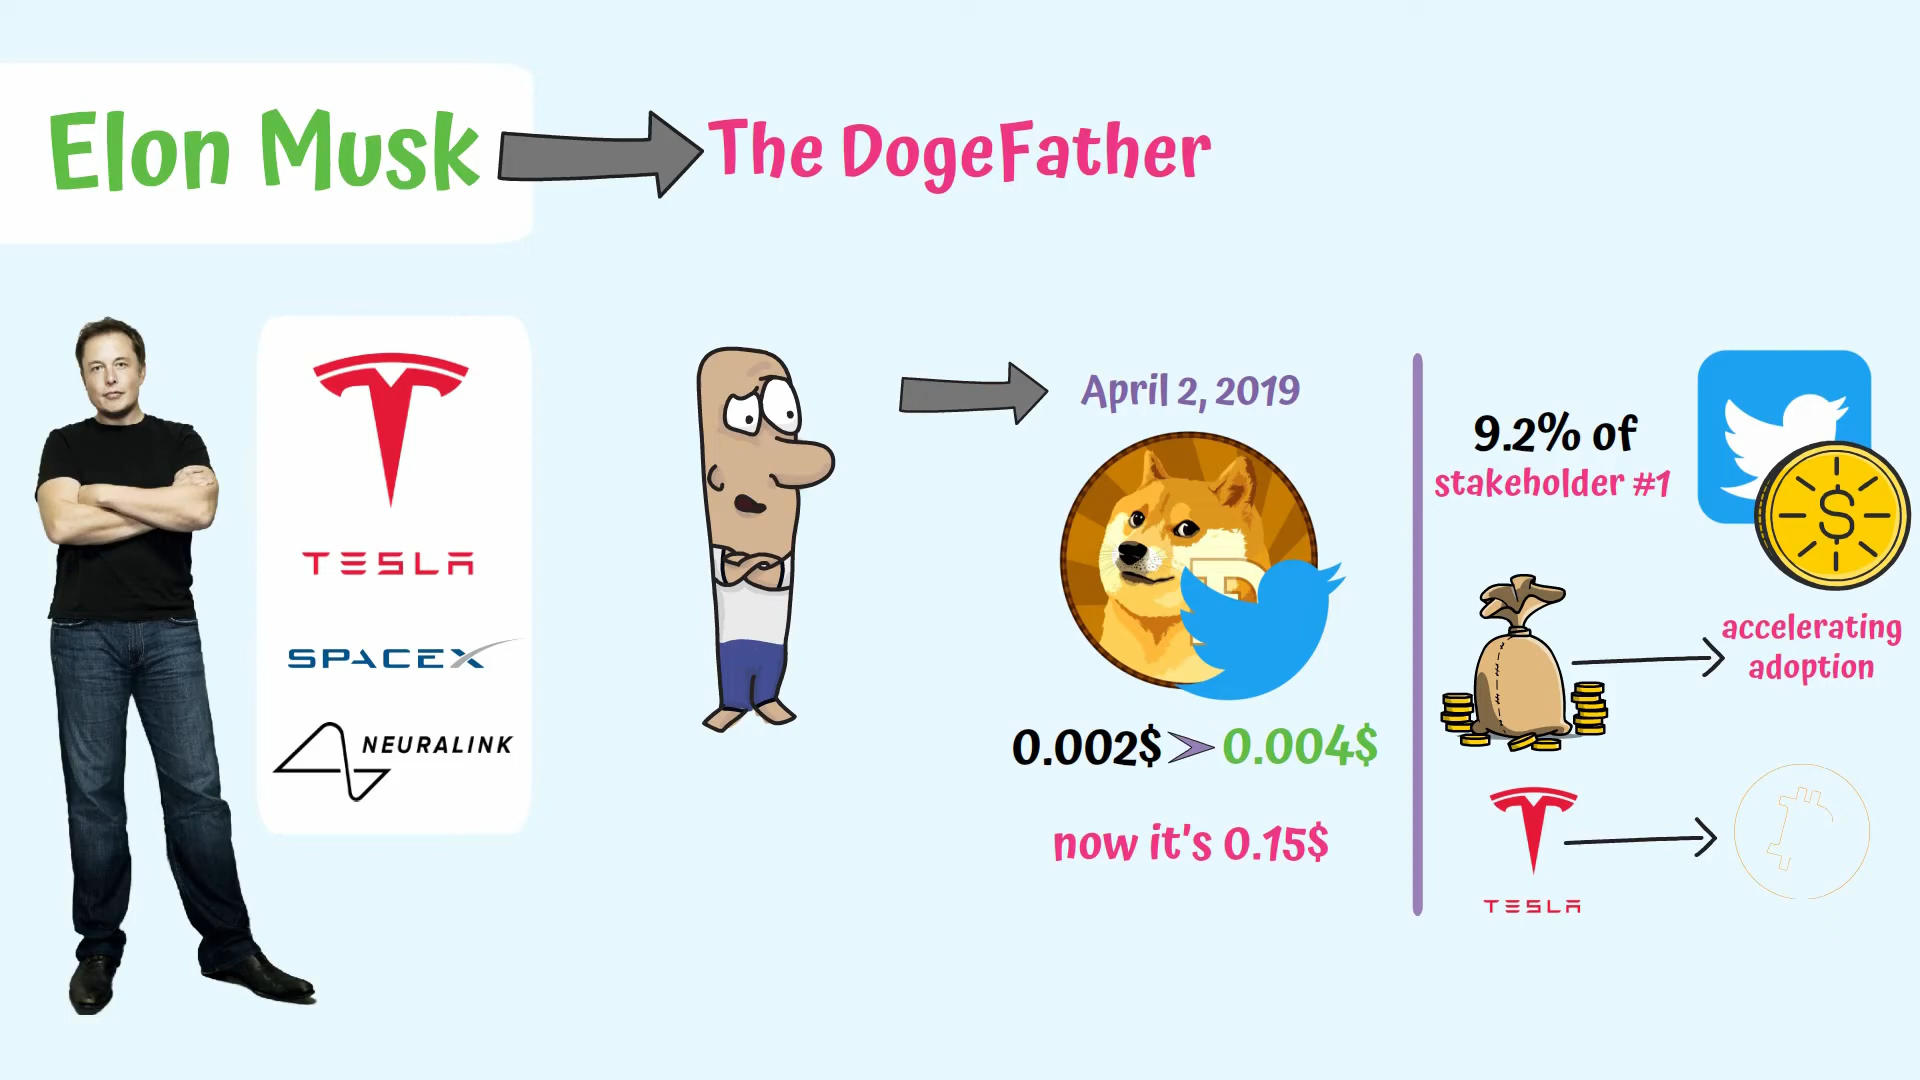 Elon Musk
The DogeFather
TESLA
SPACEX
NEURALINK
April 2, 2019
0.002$ > 0.004$
now it's 0.15$
9.2% of
stakeholder #1
$
accelerating
adoption
TESLA